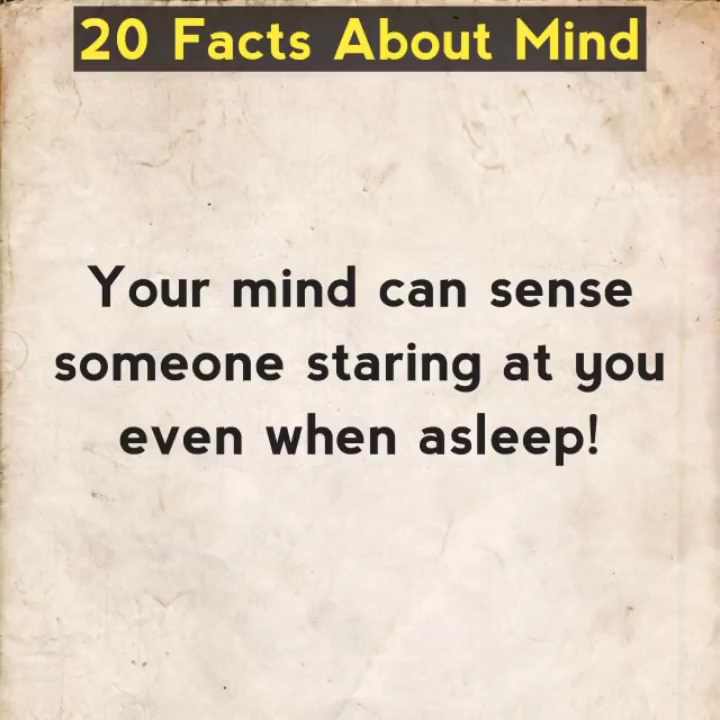 20 Facts About Mind
Your mind can sense
someone staring at you
even when asleep!